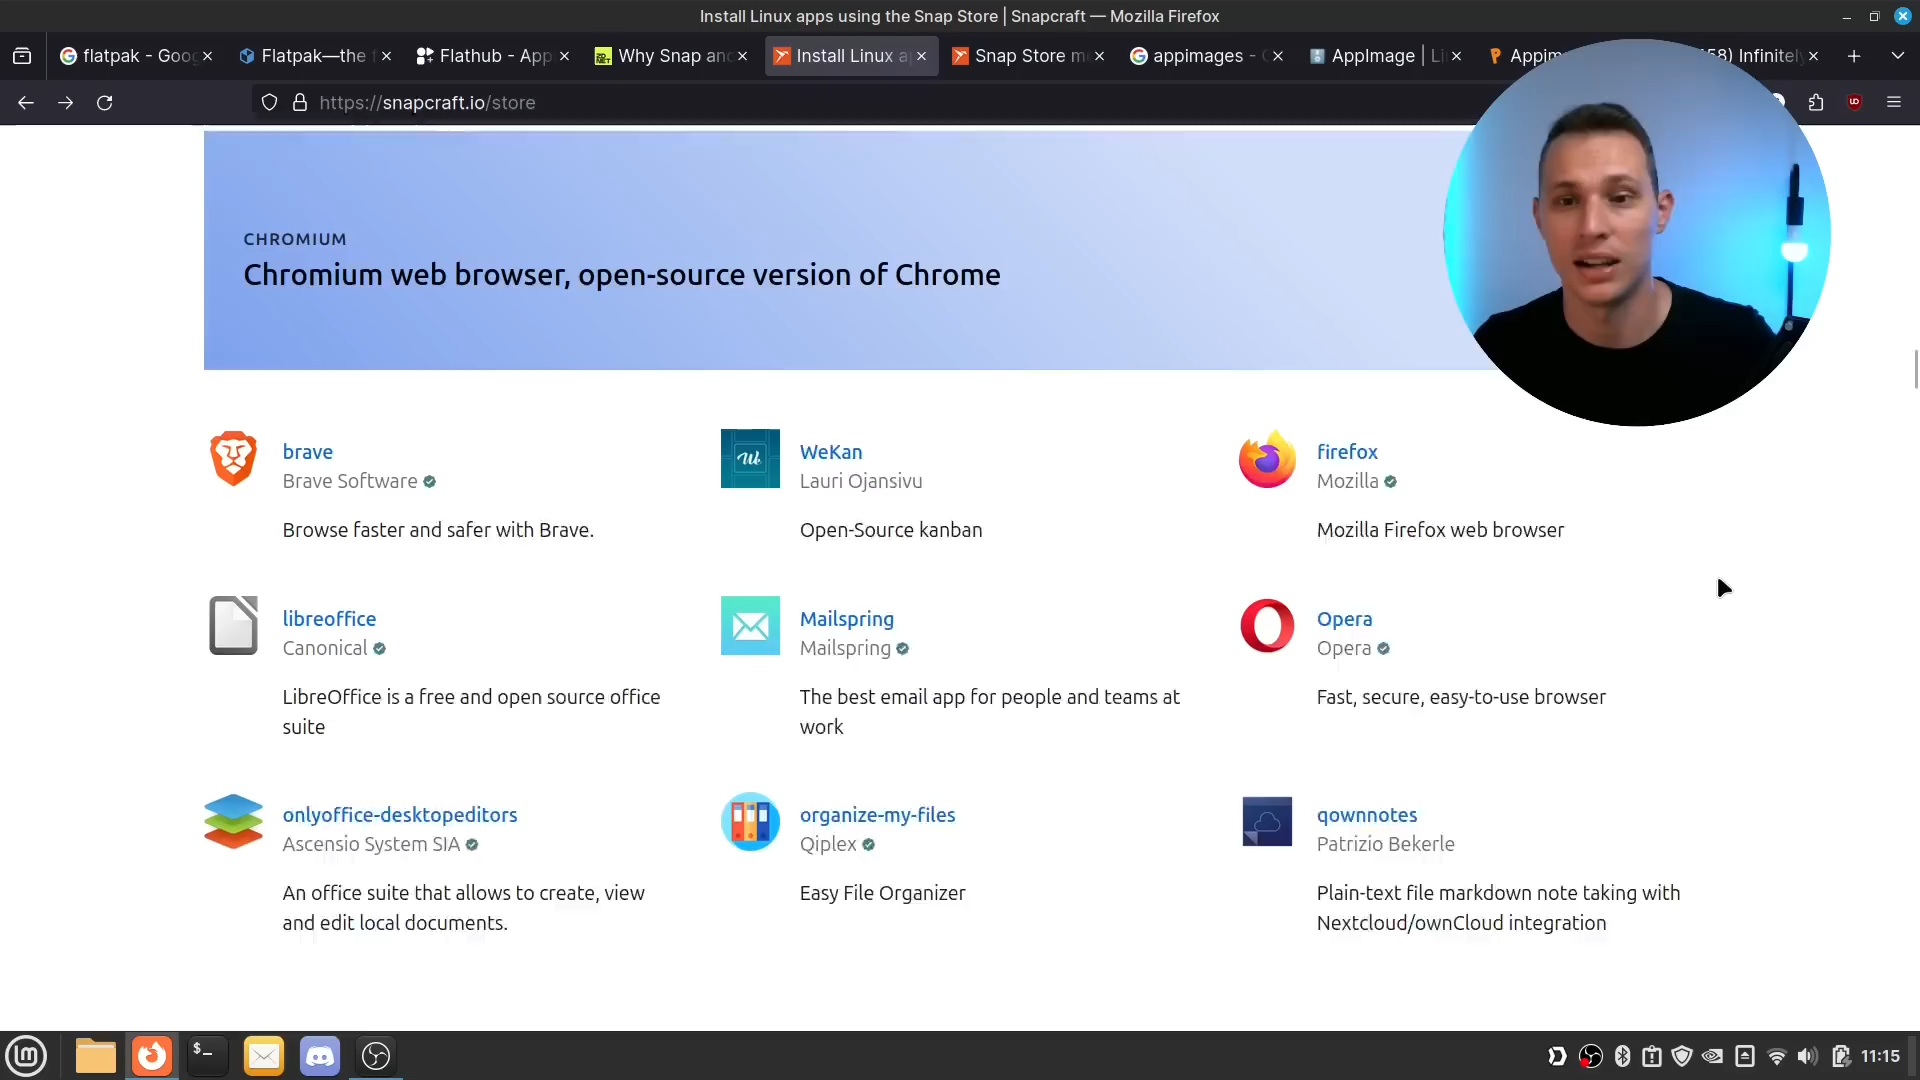 Install Linux apps using the Snap Store | Snapcraft — Mozilla Firefox
flatpak - Goog
Flatpak—the f
Flathub - App
Why Snap and
Install Linux a
Snap Store m
appimages - G
AppImage | Li
Appim
58) Infinitely
https://snapcraft.io/store
CHROMIUM
Chromium web browser, open-source version of Chrome
brave
Brave Software
Browse faster and safer with Brave.
WeKan
Lauri Ojansivu
Open-Source kanban
firefox
Mozilla
Mozilla Firefox web browser
libreoffice
Canonical
LibreOffice is a free and open source office
suite
Mailspring
Mailspring
The best email app for people and teams at
work
Opera
Opera
Fast, secure, easy-to-use browser
onlyoffice-desktopeditors
Ascensio System SIA
An office suite that allows to create, view
and edit local documents.
organize-my-files
Qiplex
Easy File Organizer
qownnotes
Patrizio Bekerle
Plain-text file markdown note taking with
Nextcloud/ownCloud integration
11:15